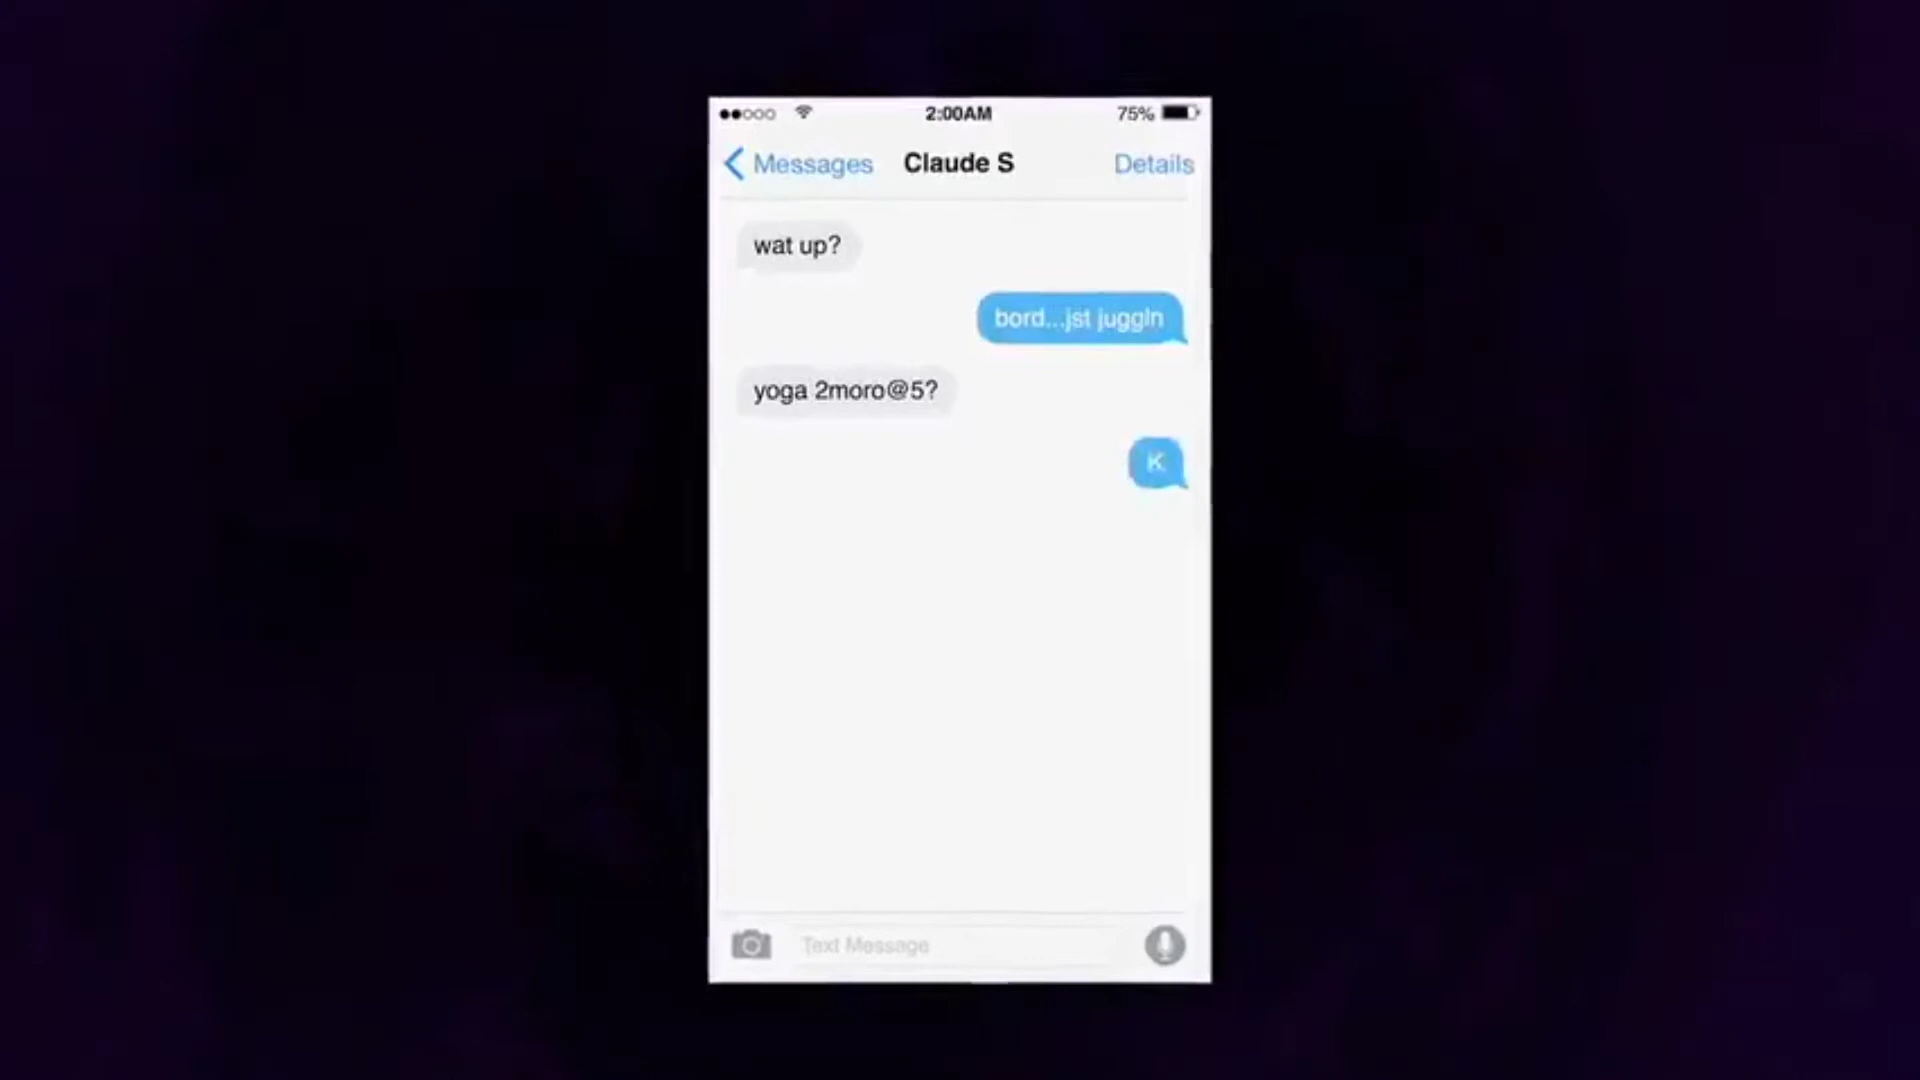 2:00AM 75%
Messages Claude S Details
wat up?
bord...jst juggln
yoga 2moro@5?
K
Text Message